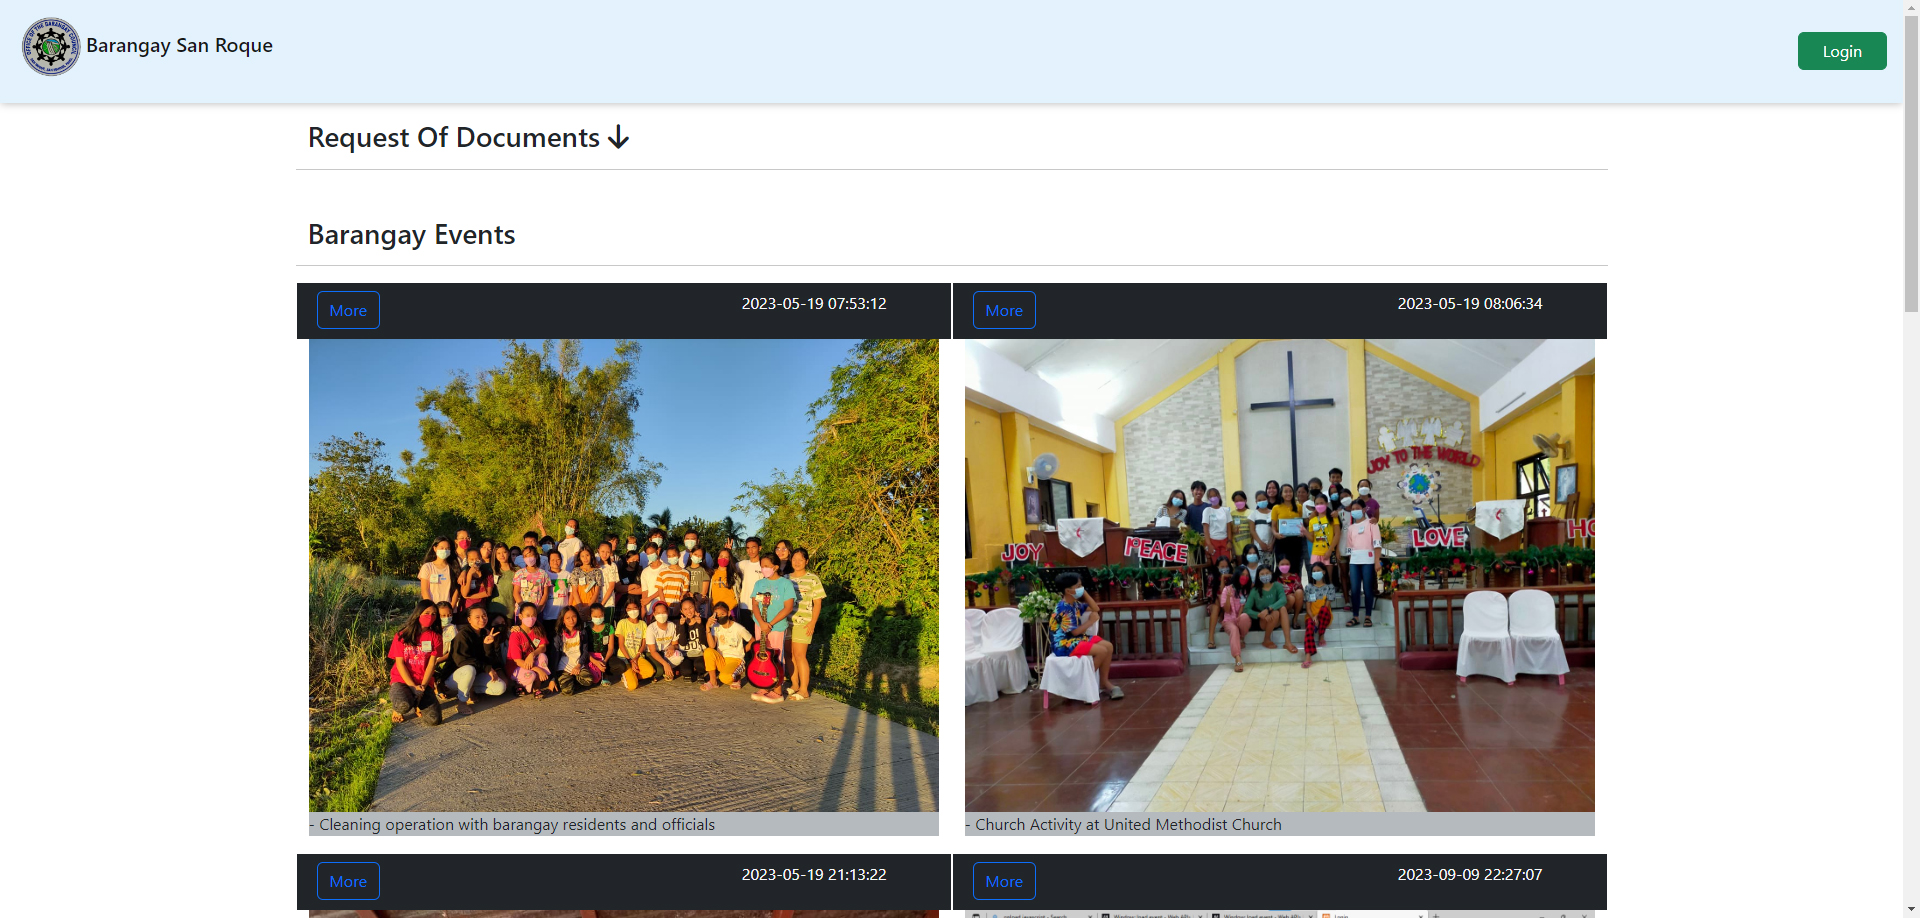 Barangay San Roque
Login
Request Of Documents
Barangay Events
More
2023-05-19 07:53:12
More
2023-05-19 08:06:34
JOY TO THE WORLD
JOY
PEACE
LOVE
HO
- Cleaning operation with barangay residents and officials
- Church Activity at United Methodist Church
More
2023-05-19 21:13:22
More
2023-09-09 22:27:07